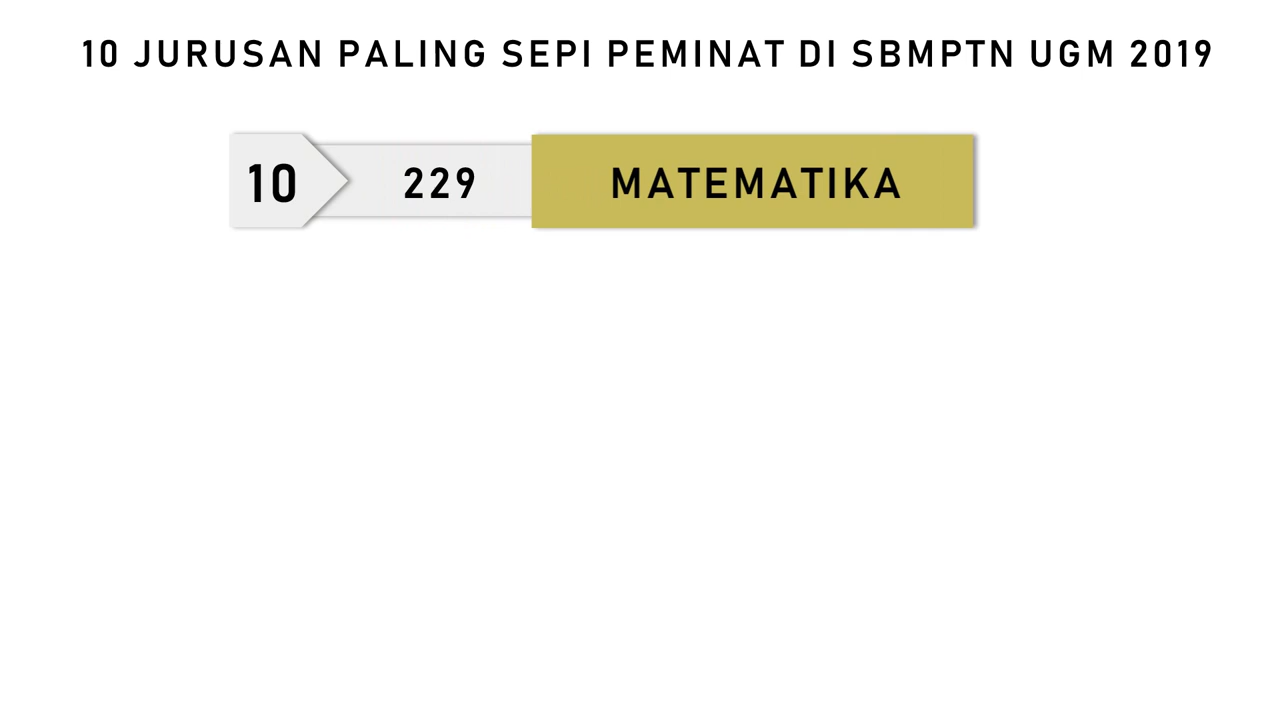 10 JURUSAN PALING SEPI PEMINAT DI SBMPTN UGM 2019
10 229 MATEMATIKA